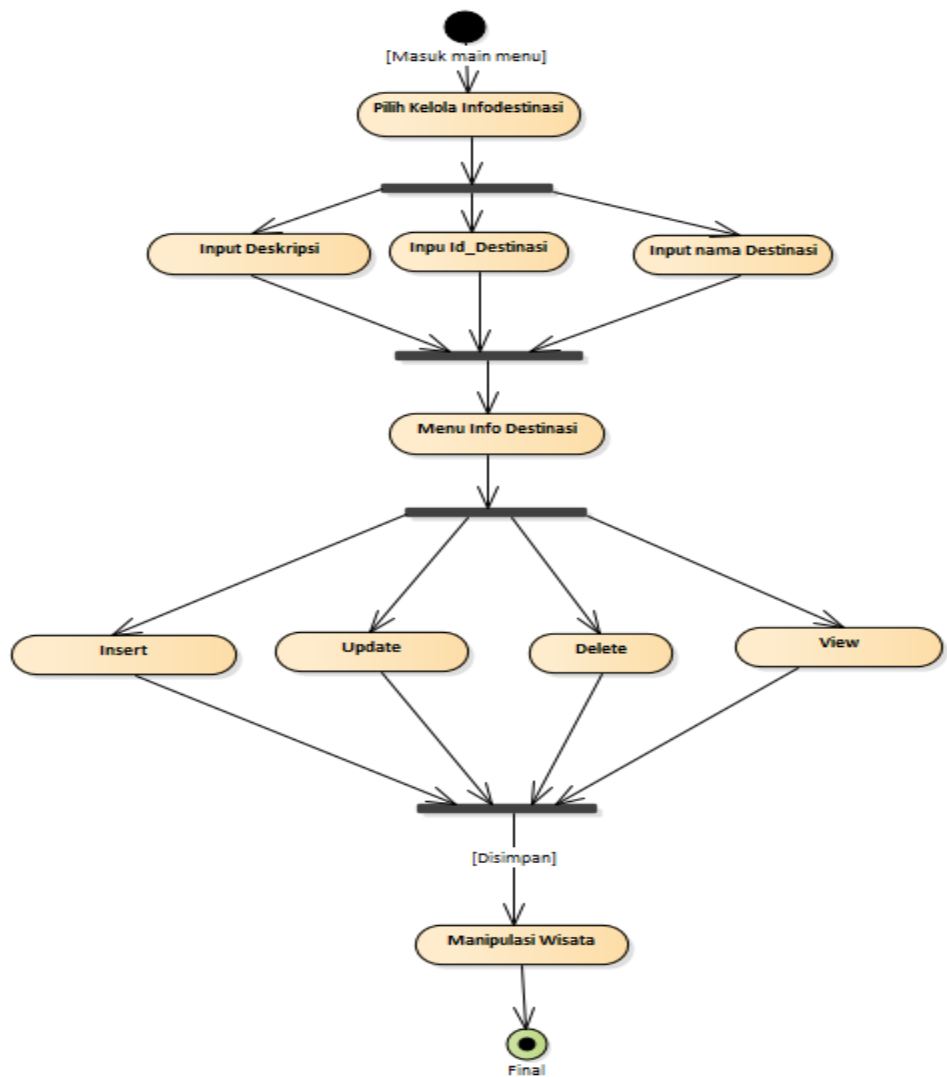 [Masuk main menu]
Pilih Kelola Infodestinasi
Input Deskripsi
Inpu Id_Destinasi
Input nama Destinasi
Menu Info Destinasi
Insert
Update
Delete
View
[Disimpan]
Manipulasi Wisata
Final